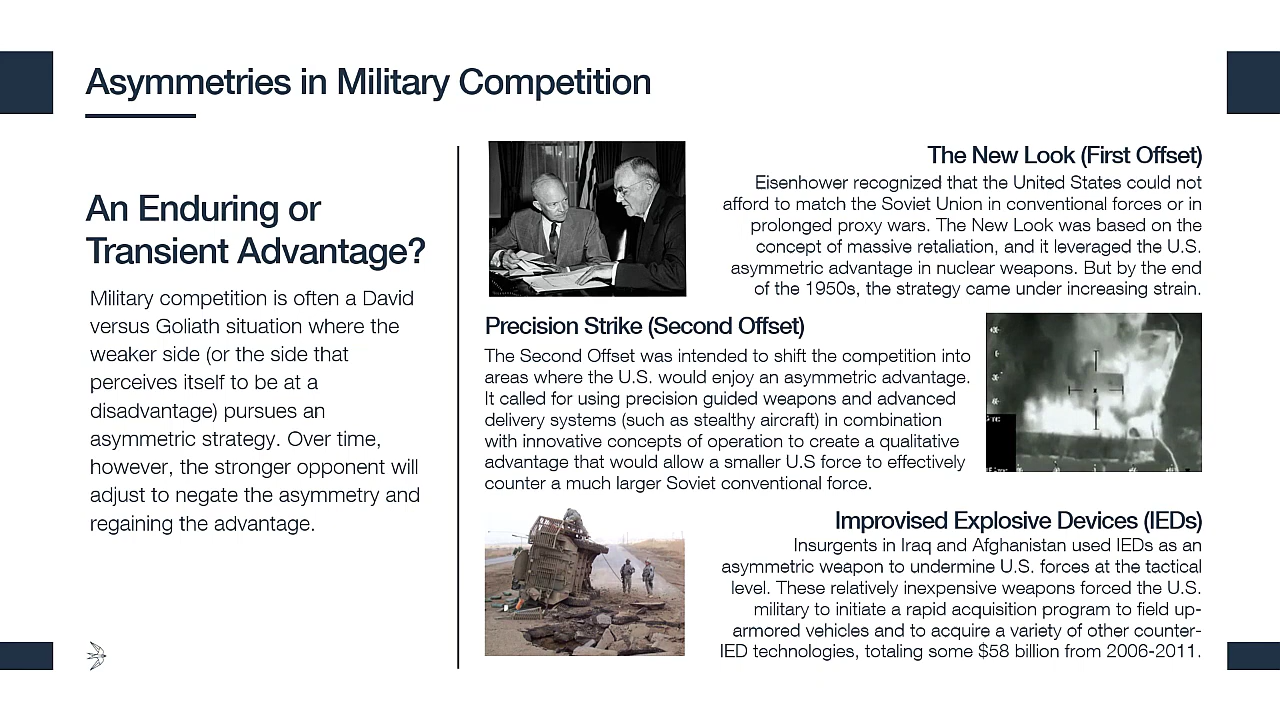 Asymmetries in Military Competition
An Enduring or
Transient Advantage?
Military competition is often a David
versus Goliath situation where the
weaker side (or the side that
perceives itself to be at a
disadvantage) pursues an
asymmetric strategy. Over time,
however, the stronger opponent will
adjust to negate the asymmetry and
regaining the advantage.
The New Look (First Offset)
Eisenhower recognized that the United States could not
afford to match the Soviet Union in conventional forces or in
prolonged proxy wars. The New Look was based on the
concept of massive retaliation, and it leveraged the U.S.
asymmetric advantage in nuclear weapons. But by the end
of the 1950s, the strategy came under increasing strain.
Precision Strike (Second Offset)
The Second Offset was intended to shift the competition into
areas where the U.S. would enjoy an asymmetric advantage.
It called for using precision guided weapons and advanced
delivery systems (such as stealthy aircraft) in combination
with innovative concepts of operation to create a qualitative
advantage that would allow a smaller U.S force to effectively
counter a much larger Soviet conventional force.
Improvised Explosive Devices (IEDs)
Insurgents in Iraq and Afghanistan used IEDs as an
asymmetric weapon to undermine U.S. forces at the tactical
level. These relatively inexpensive weapons forced the U.S.
military to initiate a rapid acquisition program to field up-
armored vehicles and to acquire a variety of other counter-
IED technologies, totaling some $58 billion from 2006-2011.